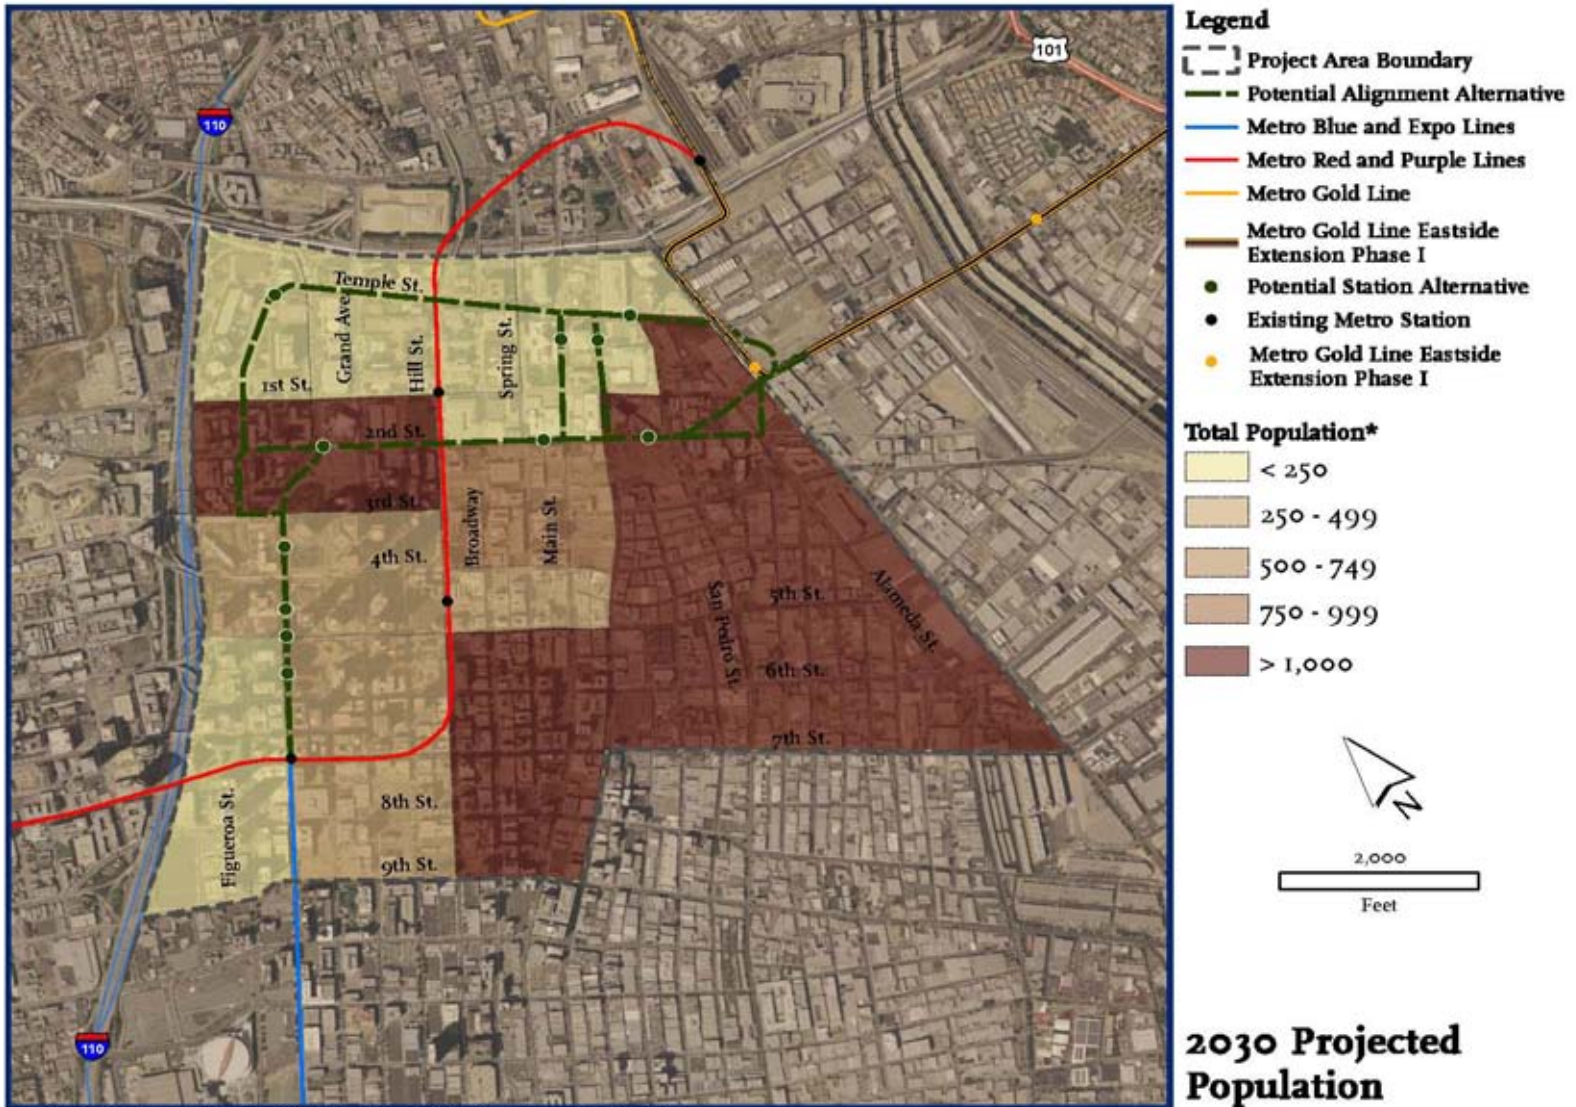 Legend
Project Area Boundary
Potential Alignment Alternative
Metro Blue and Expo Lines
Metro Red and Purple Lines
Metro Gold Line
Metro Gold Line Eastside
Extension Phase I
Potential Station Alternative
Existing Metro Station
Metro Gold Line Eastside
Extension Phase I
Total Population*
< 250
250 - 499
500 - 749
750 - 999
> 1,000
N
2,000
Feet
2030 Projected
Population
101
110
Temple St.
Grand Ave.
Hill St.
Spring St.
1st St.
2nd St.
3rd St.
Broadway
Main St.
4th St.
San Pedro St.
5th St.
Alameda St.
6th St.
7th St.
Figueroa St.
8th St.
9th St.
110